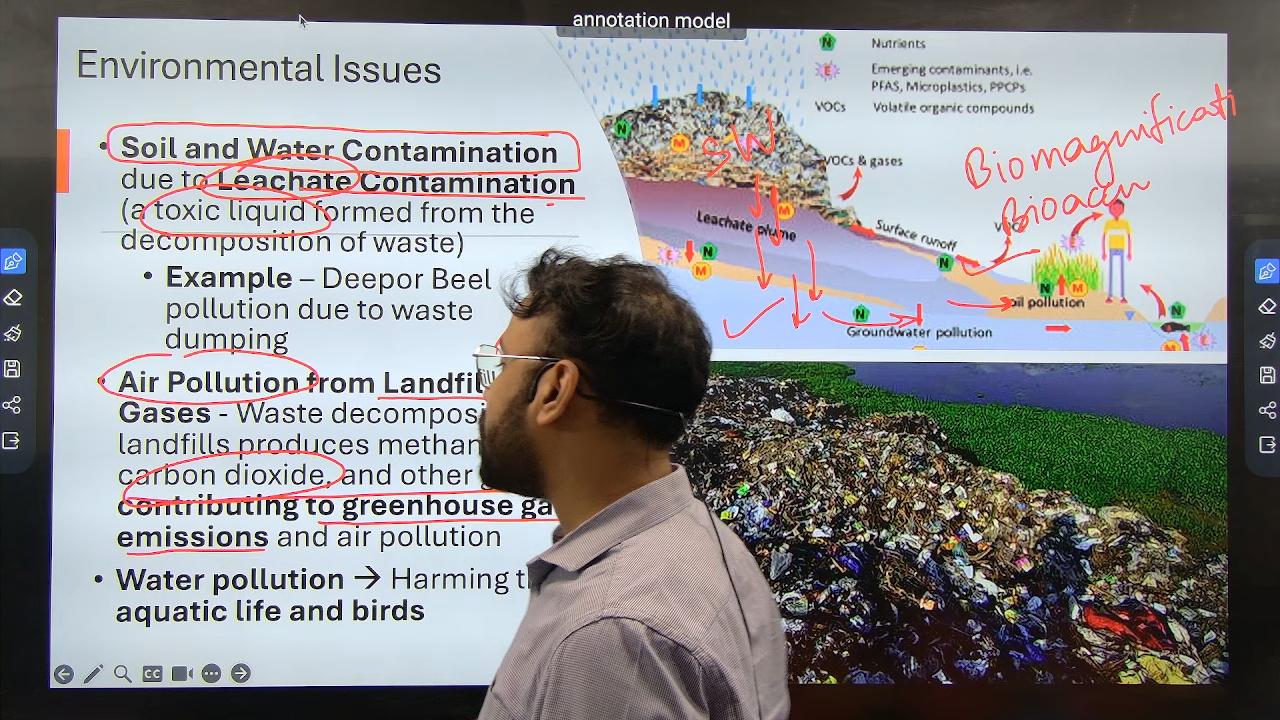 annotation model
Environmental Issues
• Soil and Water Contamination
due to Leachate Contamination
(a toxic liquid formed from the
decomposition of waste)
• Example – Deepor Beel
pollution due to waste
dumping
• Air Pollution from Landfil
Gases - Waste decomposi
landfills produces methan
carbon dioxide, and other
contributing to greenhouse ga
emissions and air pollution
• Water pollution → Harming t
aquatic life and birds
N Nutrients
E Emerging contaminants, i.e.
PFAS, Microplastics, PPCPs
VOCs Volatile organic compounds
Biomagnificati
Bioaccu
SW
N
M
VOCs & gases
M
Leachate plume
Surface runoff
VOCs
E
N
M
N
E
N
M
soil pollution
N
N
E
M
Groundwater pollution
CC